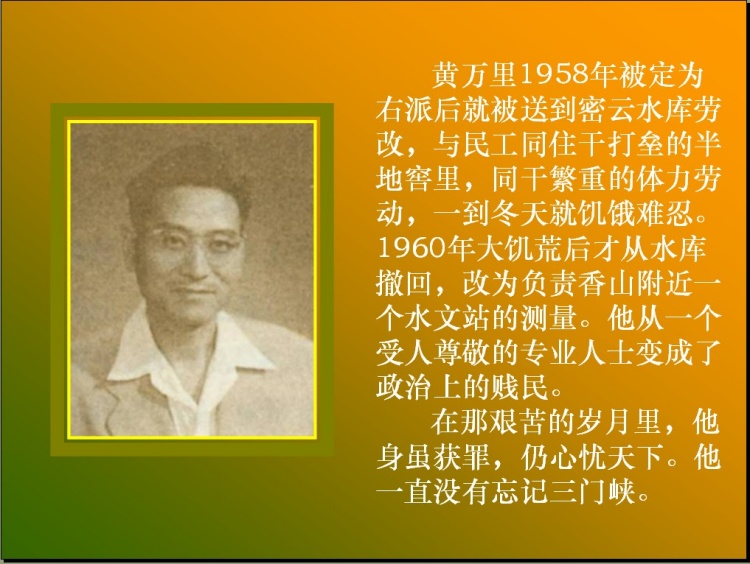 黄万里1958年被定为
右派后就被送到密云水库劳
改，与民工同住干打垒的半
地窖里，同干繁重的体力劳
动，一到冬天就饥饿难忍。
1960年大饥荒后才从水库
撤回，改为负责香山附近一
个水文站的测量。他从一个
受人尊敬的专业人士变成了
政治上的贱民。
在那艰苦的岁月里，他
身虽获罪，仍心忧天下。他
一直没有忘记三门峡。